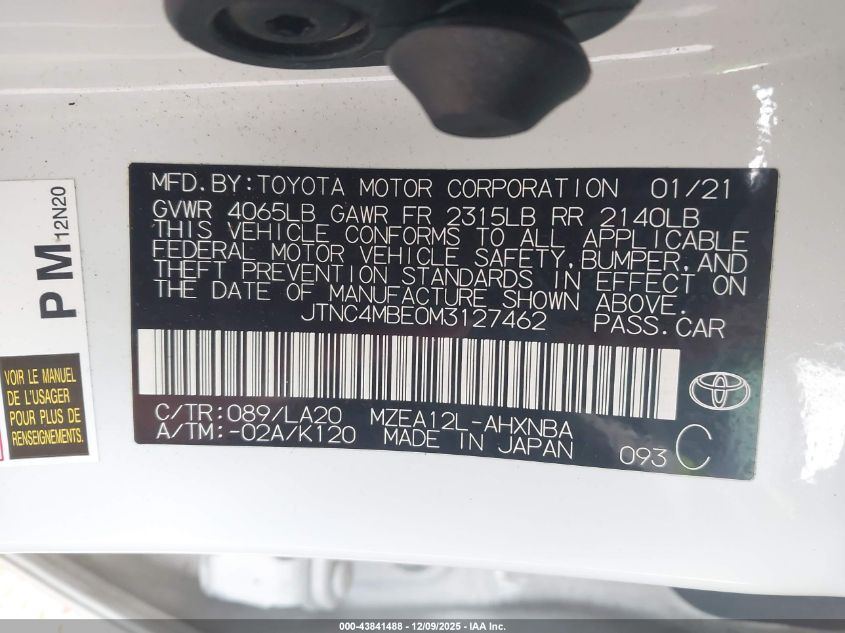 MFD.BY:TOYOTA MOTOR CORPORATION 01/21
GVWR 4065LB GAWR FR 2315LB RR 2140LB
THIS VEHICLE CONFORMS TO ALL APPLICABLE
FEDERAL MOTOR VEHICLE SAFETY,BUMPER,AND
THEFT PREVENTION STANDARDS IN EFFECT ON
THE DATE OF MANUFACTURE SHOWN ABOVE.
JTNC4MBE0M3127462 PASS.CAR
C/TR:089/LA20 MZEA12L-AHXNBA
A/TM:-02A/K120 MADE IN JAPAN 093 C
PM 12N20
VOIR LE MANUEL
DE L'USAGER
POUR PLUS DE
RENSEIGNEMENTS.
000-43841488 - 12/09/2025 - IAA Inc.